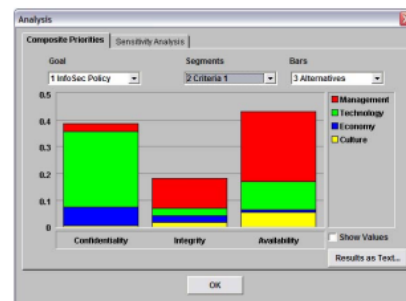 Analysis
Composite Priorities Sensitivity Analysis
Goal Segments Bars
1 InfoSec Policy 2 Criteria 1 3 Alternatives
0.5
0.4
0.3
0.2
0.1
0
Management
Technology
Economy
Culture
Confidentiality Integrity Availability
Show Values
Results as Text...
OK